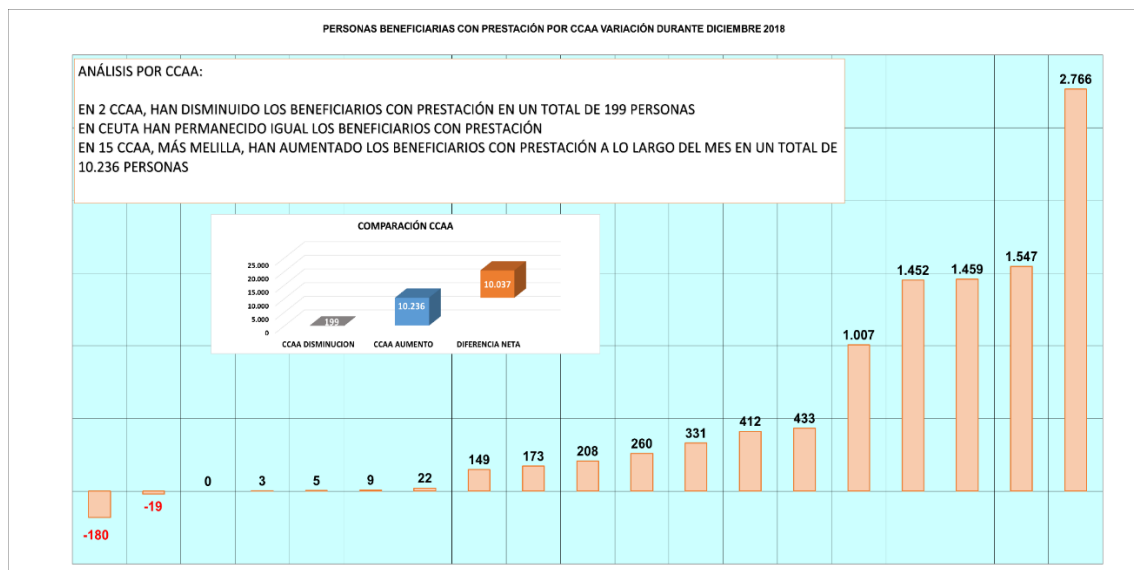 PERSONAS BENEFICIARIAS CON PRESTACIÓN POR CCAA VARIACIÓN DURANTE DICIEMBRE 2018
ANÁLISIS POR CCAA:
EN 2 CCAA, HAN DISMINUIDO LOS BENEFICIARIOS CON PRESTACIÓN EN UN TOTAL DE 199 PERSONAS
EN CEUTA HAN PERMANECIDO IGUAL LOS BENEFICIARIOS CON PRESTACIÓN
EN 15 CCAA, MÁS MELILLA, HAN AUMENTADO LOS BENEFICIARIOS CON PRESTACIÓN A LO LARGO DEL MES EN UN TOTAL DE
10.236 PERSONAS
COMPARACIÓN CCAA
25.000
20.000
15.000
10.000
5.000
0
199
10.236
10.037
CCAA DISMINUCION
CCAA AUMENTO
DIFERENCIA NETA
-180
-19
0
3
5
9
22
149
173
208
260
331
412
433
1.007
1.452
1.459
1.547
2.766